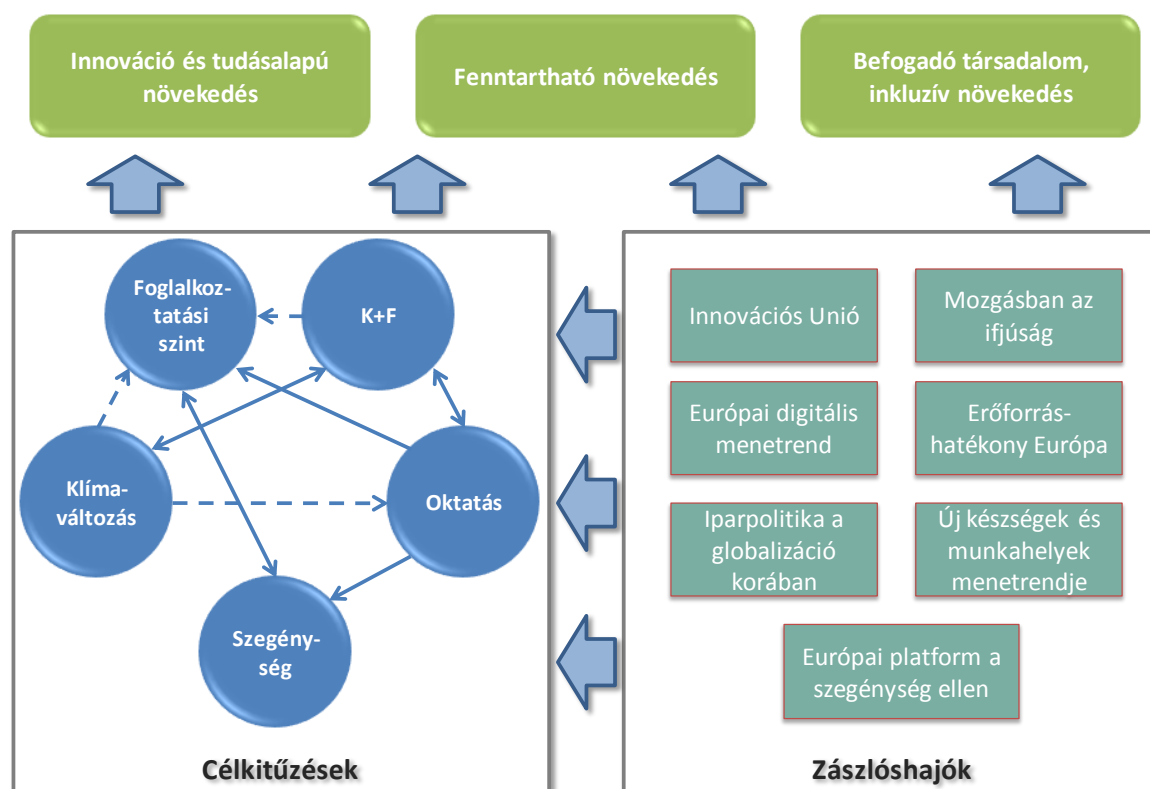 Innováció és tudásalapú
növekedés
Fenntartható növekedés
Befogadó társadalom,
inkluzív növekedés
Foglalkoz-
tatási
szint
K+F
Klíma-
változás
Oktatás
Szegény-
ség
Célkitűzések
Innovációs Unió
Mozgásban az
ifjúság
Európai digitális
menetrend
Erőforrás-
hatékony Európa
Iparpolitika a
globalizáció
korában
Új készségek és
munkahelyek
menetrendje
Európai platform a
szegénység ellen
Zászlóshajók